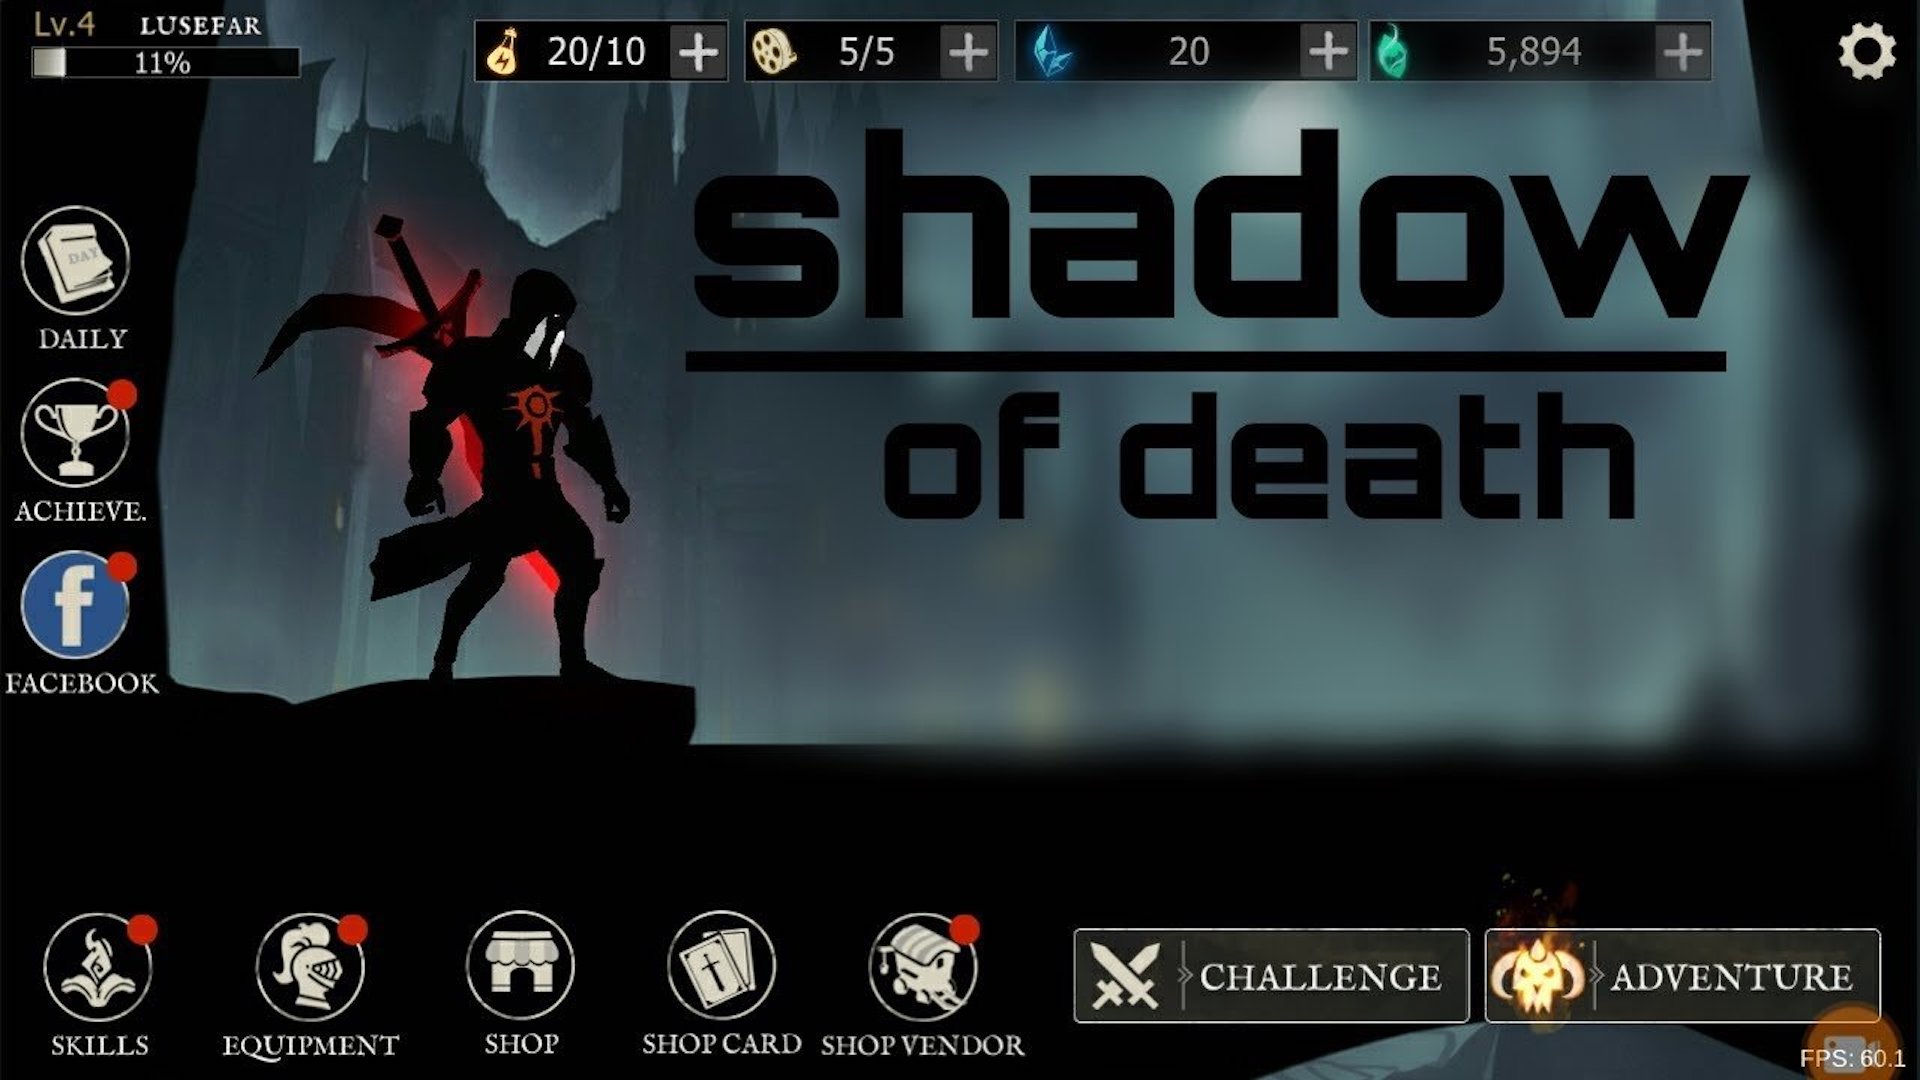 Lv.4 LUSEFAR
11%
20/10
5/5
20
5,894
shadow
of death
DAY
DAILY
ACHIEVE.
f
FACEBOOK
SKILLS
EQUIPMENT
SHOP
SHOP CARD
SHOP VENDOR
CHALLENGE
ADVENTURE
FPS: 60.1